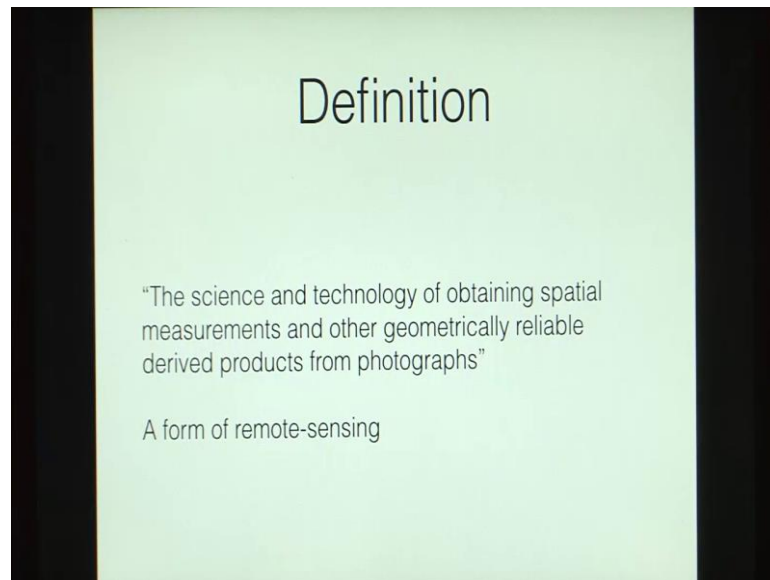 Definition
“The science and technology of obtaining spatial
measurements and other geometrically reliable
derived products from photographs”
A form of remote-sensing